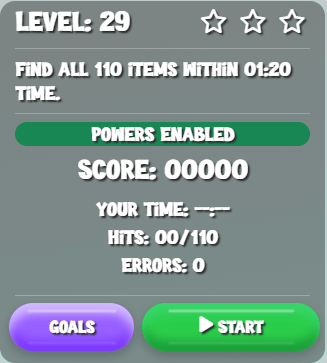 LEVEL: 29
FIND ALL 110 ITEMS WITHIN 01:20
TIME.
POWERS ENABLED
SCORE: 00000
YOUR TIME: --:--
HITS: 00/110
ERRORS: 0
GOALS START